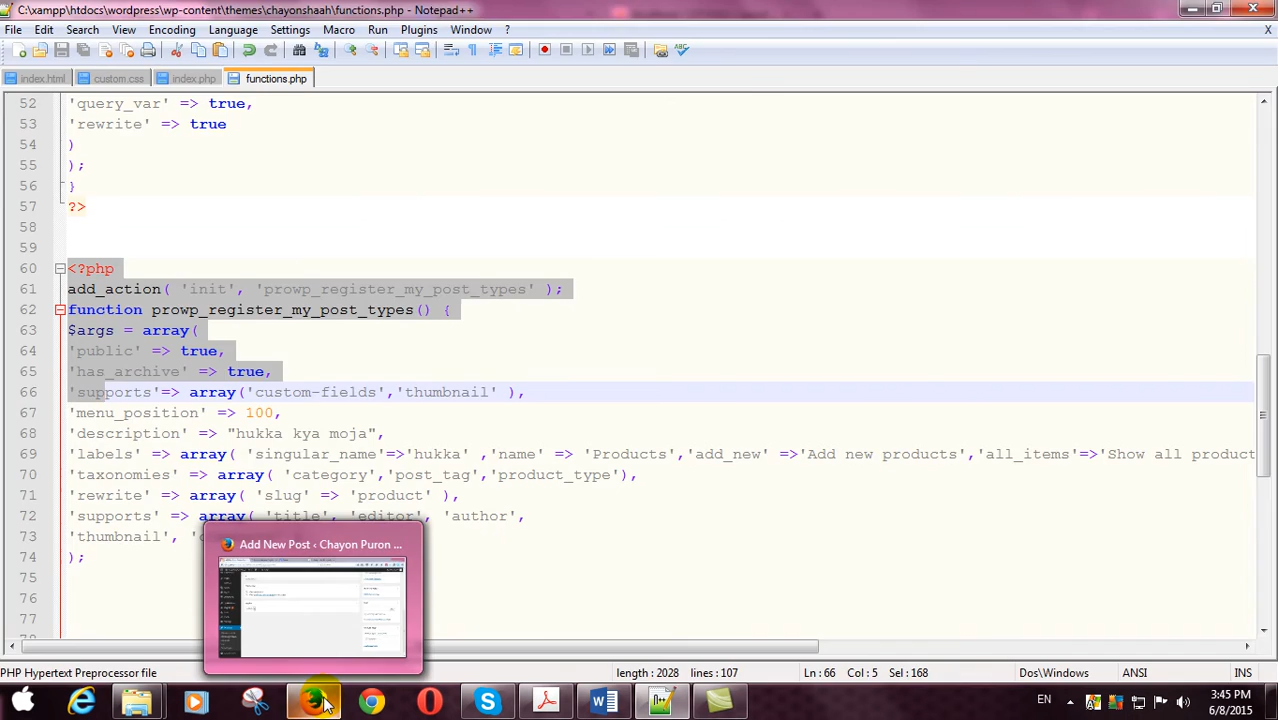 C:\xampp\htdocs\wordpress\wp-content\themes\chayonshaah\functions.php - Notepad++
File Edit Search View Encoding Language Settings Macro Run Plugins Window ? X
index.html custom.css index.php functions.php
52 'query_var' => true,
53 'rewrite' => true
54 )
55 );
56 }
57 ?>
58
59
60 <?php
61 add_action( 'init', 'prowp_register_my_post_types' );
62 function prowp_register_my_post_types() {
63 $args = array(
64 'public' => true,
65 'has_archive' => true,
66 'supports'=> array('custom-fields','thumbnail' ),
67 'menu_position' => 100,
68 'description' => "hukka kya moja",
69 'labels' => array( 'singular_name'=>'hukka' ,'name' => 'Products','add_new' =>'Add new products','all_items'=>'Show all product
70 'taxonomies' => array( 'category','post_tag','product_type'),
71 'rewrite'=> array( 'slug' => 'product' ),
72 'supports' => array( 'title', 'editor', 'author',
73 'thumbnail',
74 );
75
76
77
Add New Post ‹ Chayon Puron ...
PHP Hypertext Preprocessor file length : 2028 lines : 107 Ln : 66 Col : 5 Sel : 168 Dos\Windows ANSI INS
EN 3:45 PM
6/8/2015